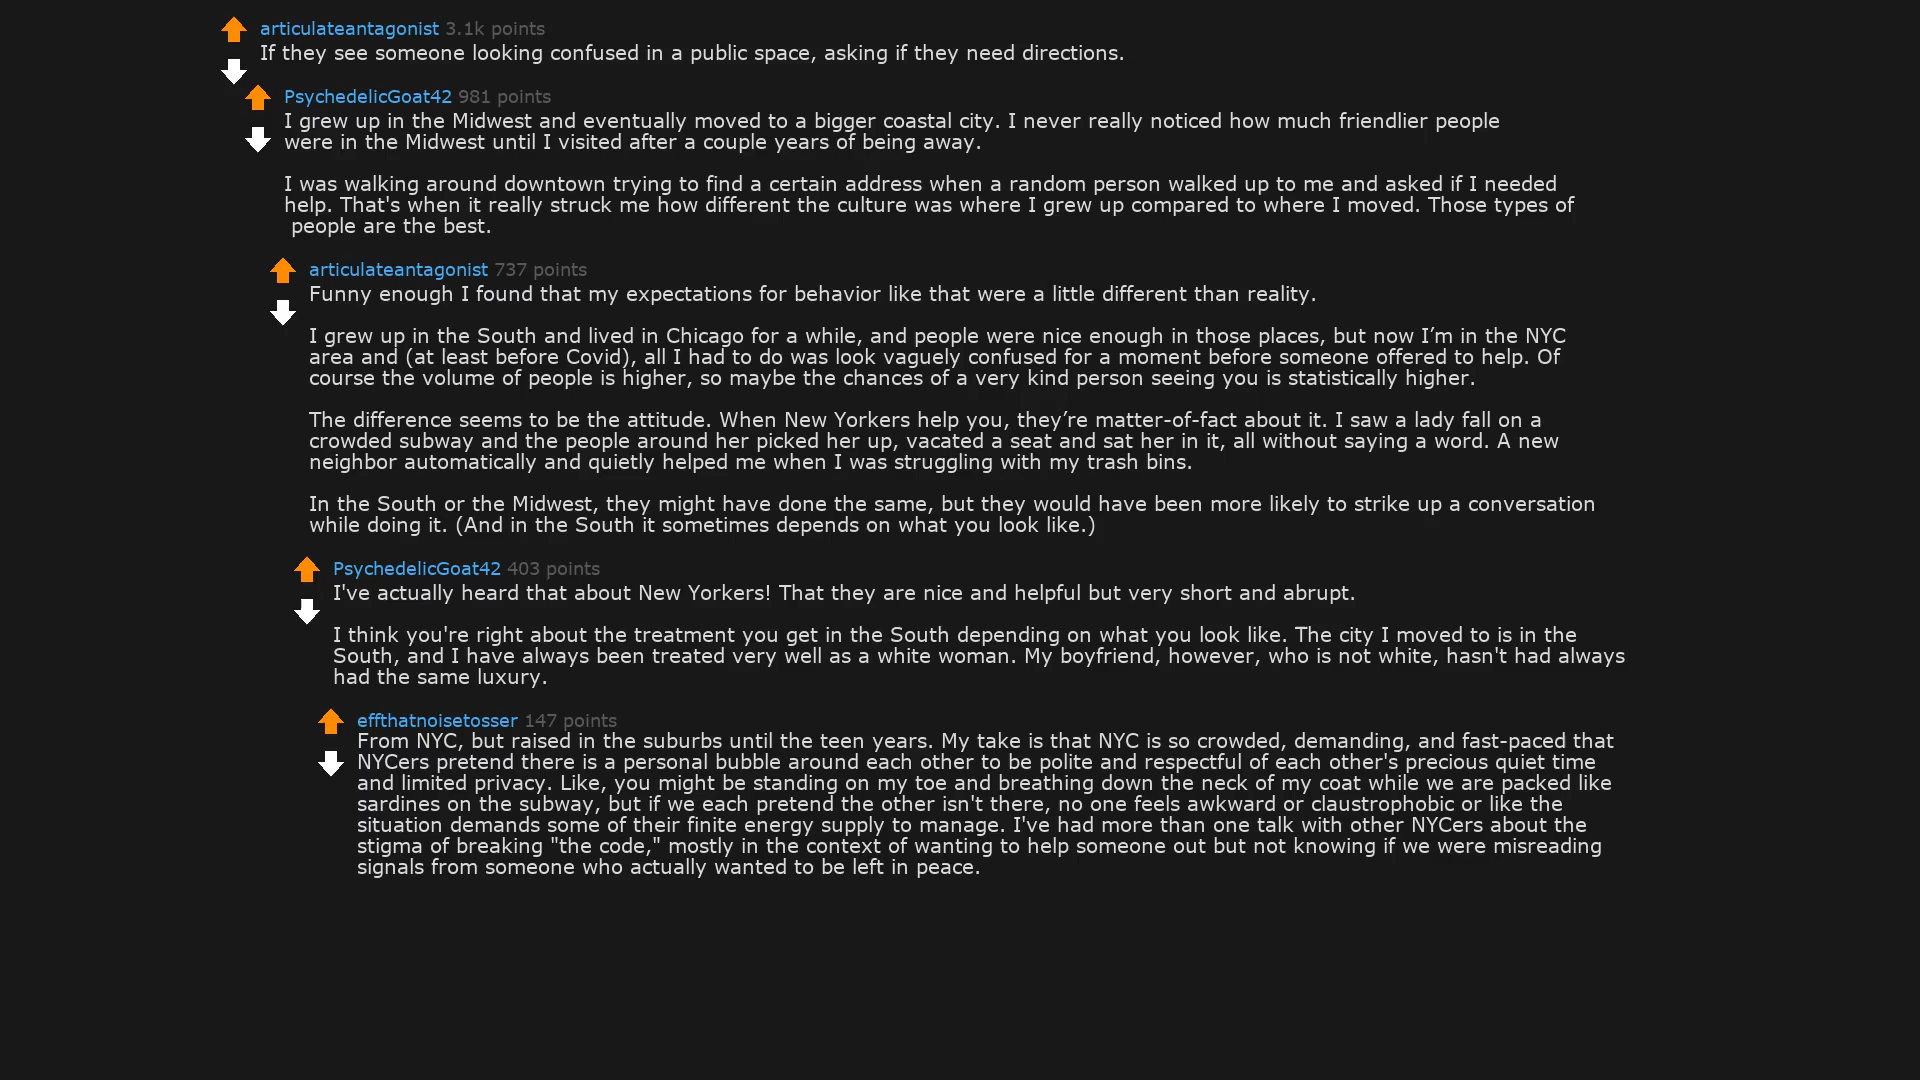 articulateantagonist 3.1k points
If they see someone looking confused in a public space, asking if they need directions.
PsychedelicGoat42 981 points
I grew up in the Midwest and eventually moved to a bigger coastal city. I never really noticed how much friendlier people
were in the Midwest until I visited after a couple years of being away.
I was walking around downtown trying to find a certain address when a random person walked up to me and asked if I needed
help. That's when it really struck me how different the culture was where I grew up compared to where I moved. Those types of
people are the best.
articulateantagonist 737 points
Funny enough I found that my expectations for behavior like that were a little different than reality.
I grew up in the South and lived in Chicago for a while, and people were nice enough in those places, but now I’m in the NYC
area and (at least before Covid), all I had to do was look vaguely confused for a moment before someone offered to help. Of
course the volume of people is higher, so maybe the chances of a very kind person seeing you is statistically higher.
The difference seems to be the attitude. When New Yorkers help you, they’re matter-of-fact about it. I saw a lady fall on a
crowded subway and the people around her picked her up, vacated a seat and sat her in it, all without saying a word. A new
neighbor automatically and quietly helped me when I was struggling with my trash bins.
In the South or the Midwest, they might have done the same, but they would have been more likely to strike up a conversation
while doing it. (And in the South it sometimes depends on what you look like.)
PsychedelicGoat42 403 points
I've actually heard that about New Yorkers! That they are nice and helpful but very short and abrupt.
I think you're right about the treatment you get in the South depending on what you look like. The city I moved to is in the
South, and I have always been treated very well as a white woman. My boyfriend, however, who is not white, hasn't had always
had the same luxury.
effthatnoisetosser 147 points
From NYC, but raised in the suburbs until the teen years. My take is that NYC is so crowded, demanding, and fast-paced that
NYCers pretend there is a personal bubble around each other to be polite and respectful of each other's precious quiet time
and limited privacy. Like, you might be standing on my toe and breathing down the neck of my coat while we are packed like
sardines on the subway, but if we each pretend the other isn't there, no one feels awkward or claustrophobic or like the
situation demands some of their finite energy supply to manage. I've had more than one talk with other NYCers about the
stigma of breaking "the code," mostly in the context of wanting to help someone out but not knowing if we were misreading
signals from someone who actually wanted to be left in peace.